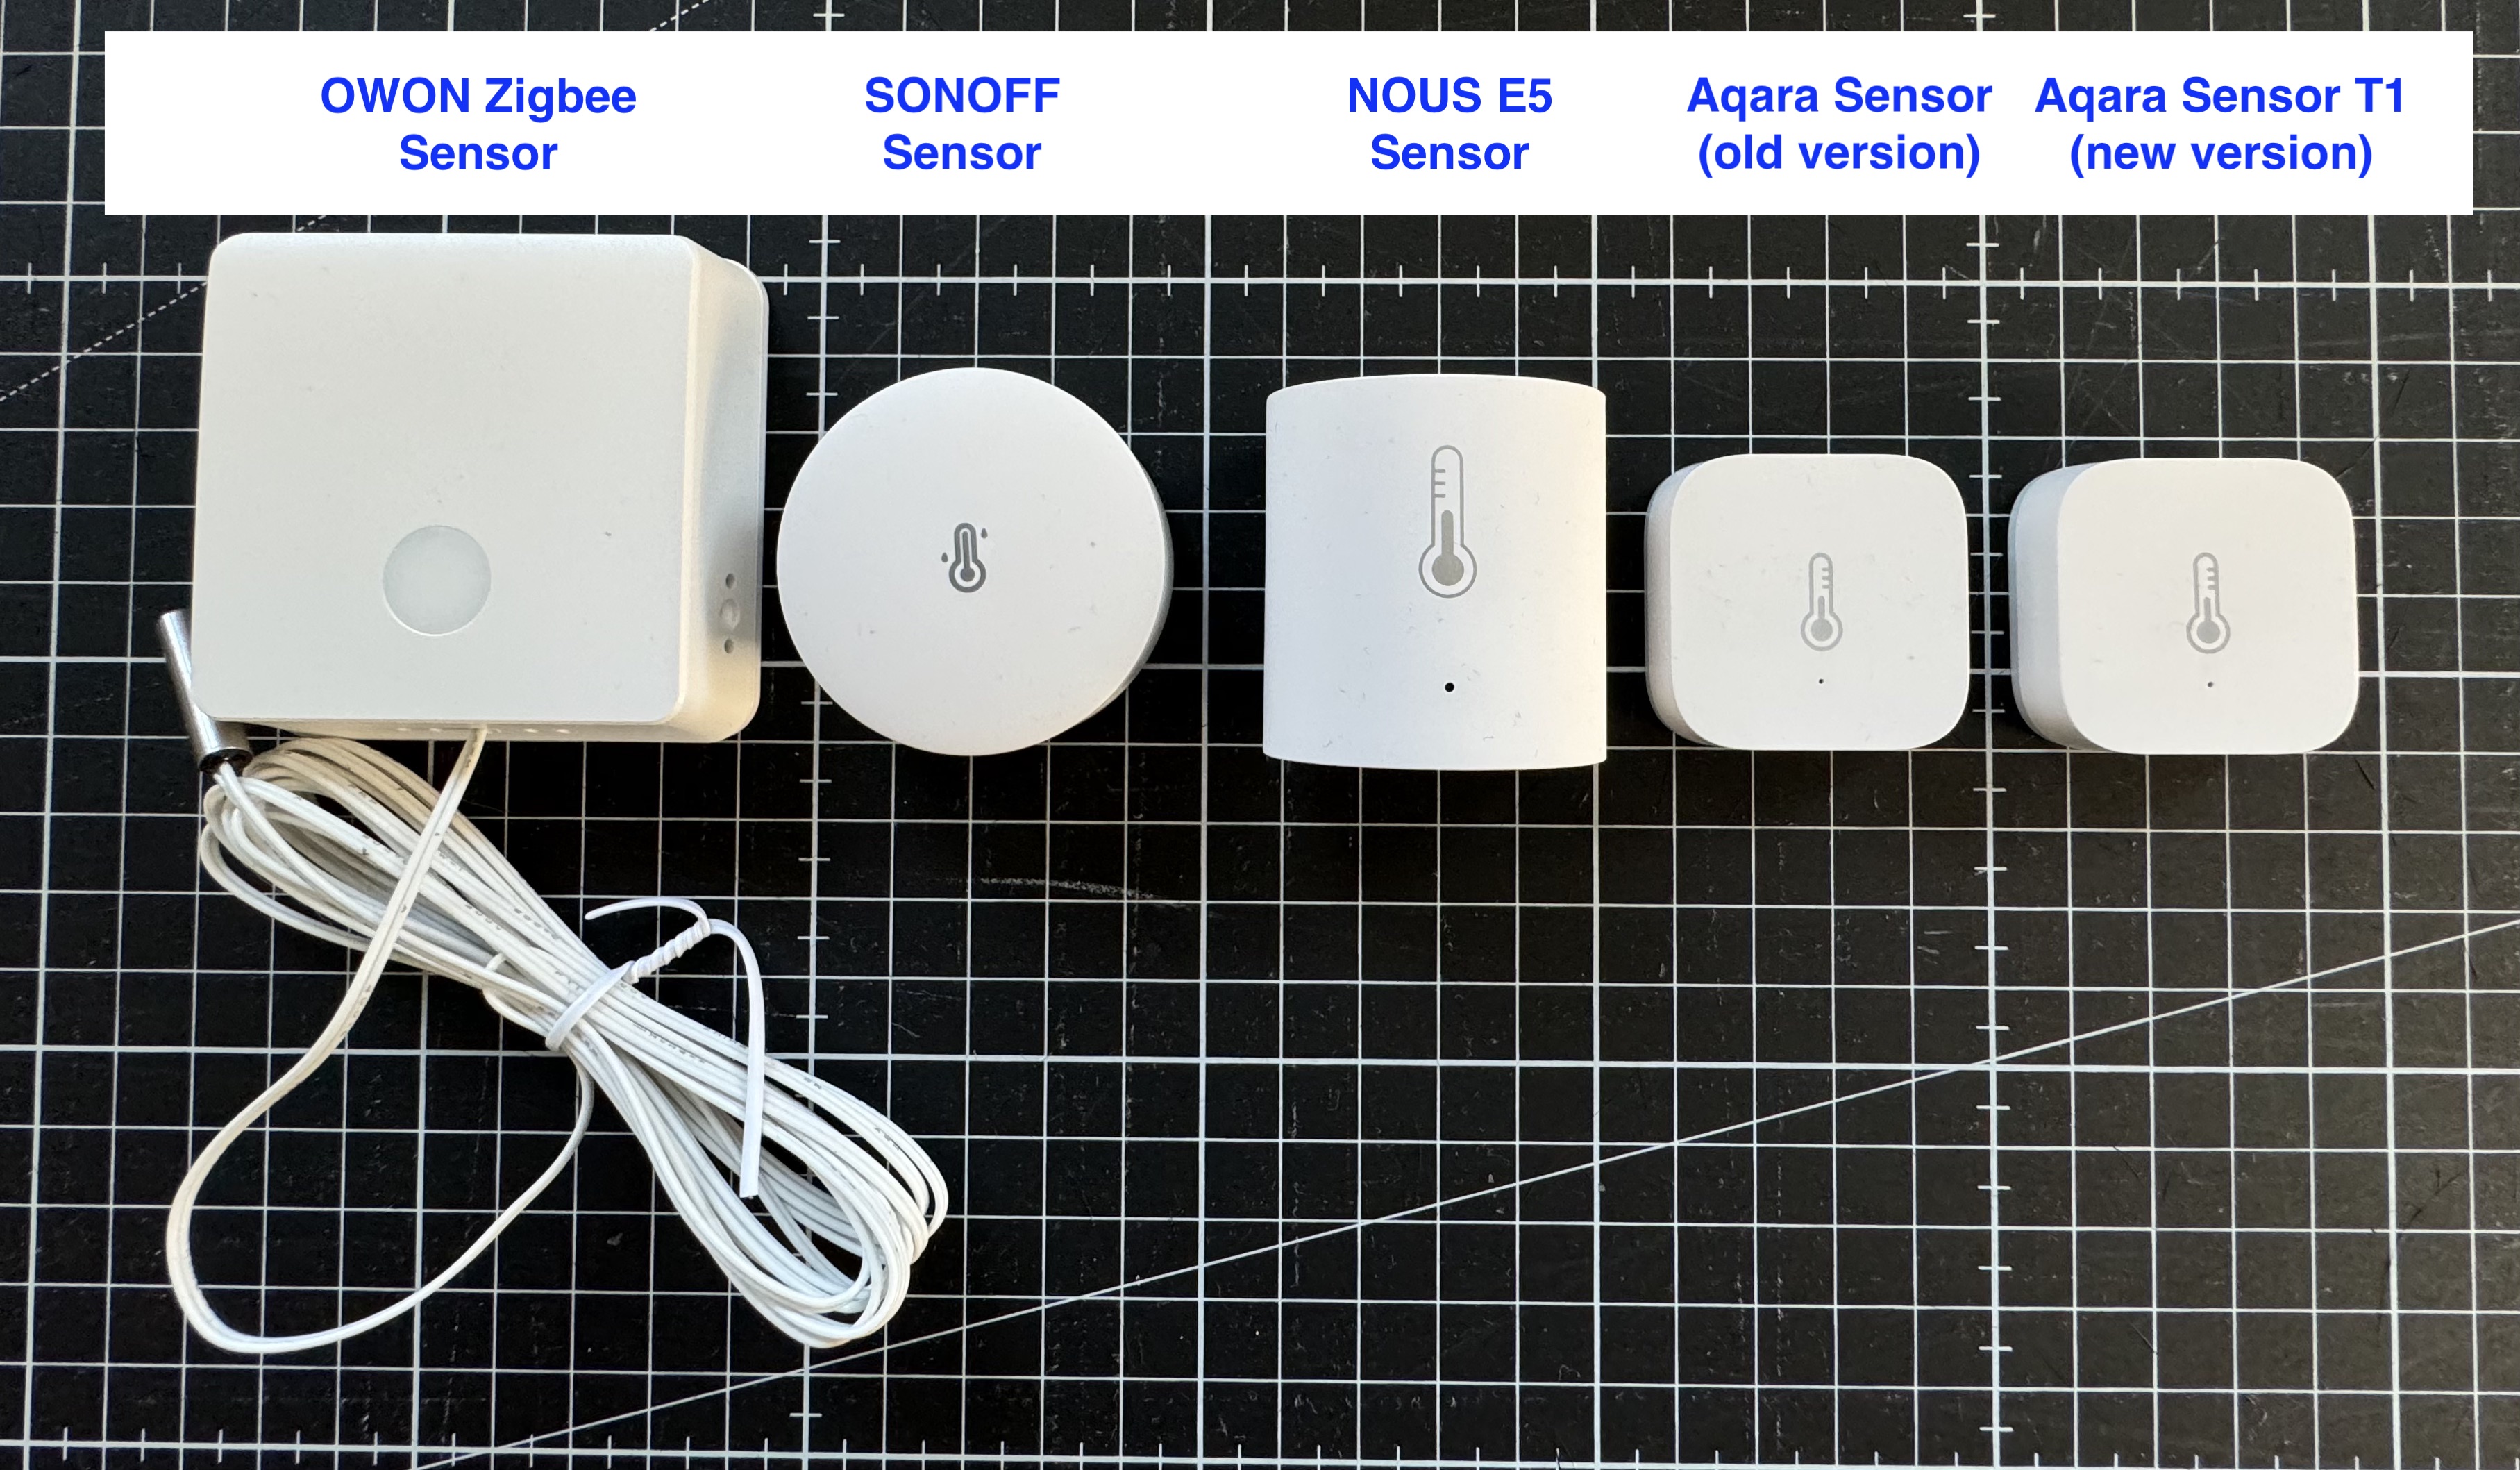 OWON Zigbee
Sensor
SONOFF
Sensor
NOUS E5
Sensor
Aqara Sensor
(old version)
Aqara Sensor T1
(new version)